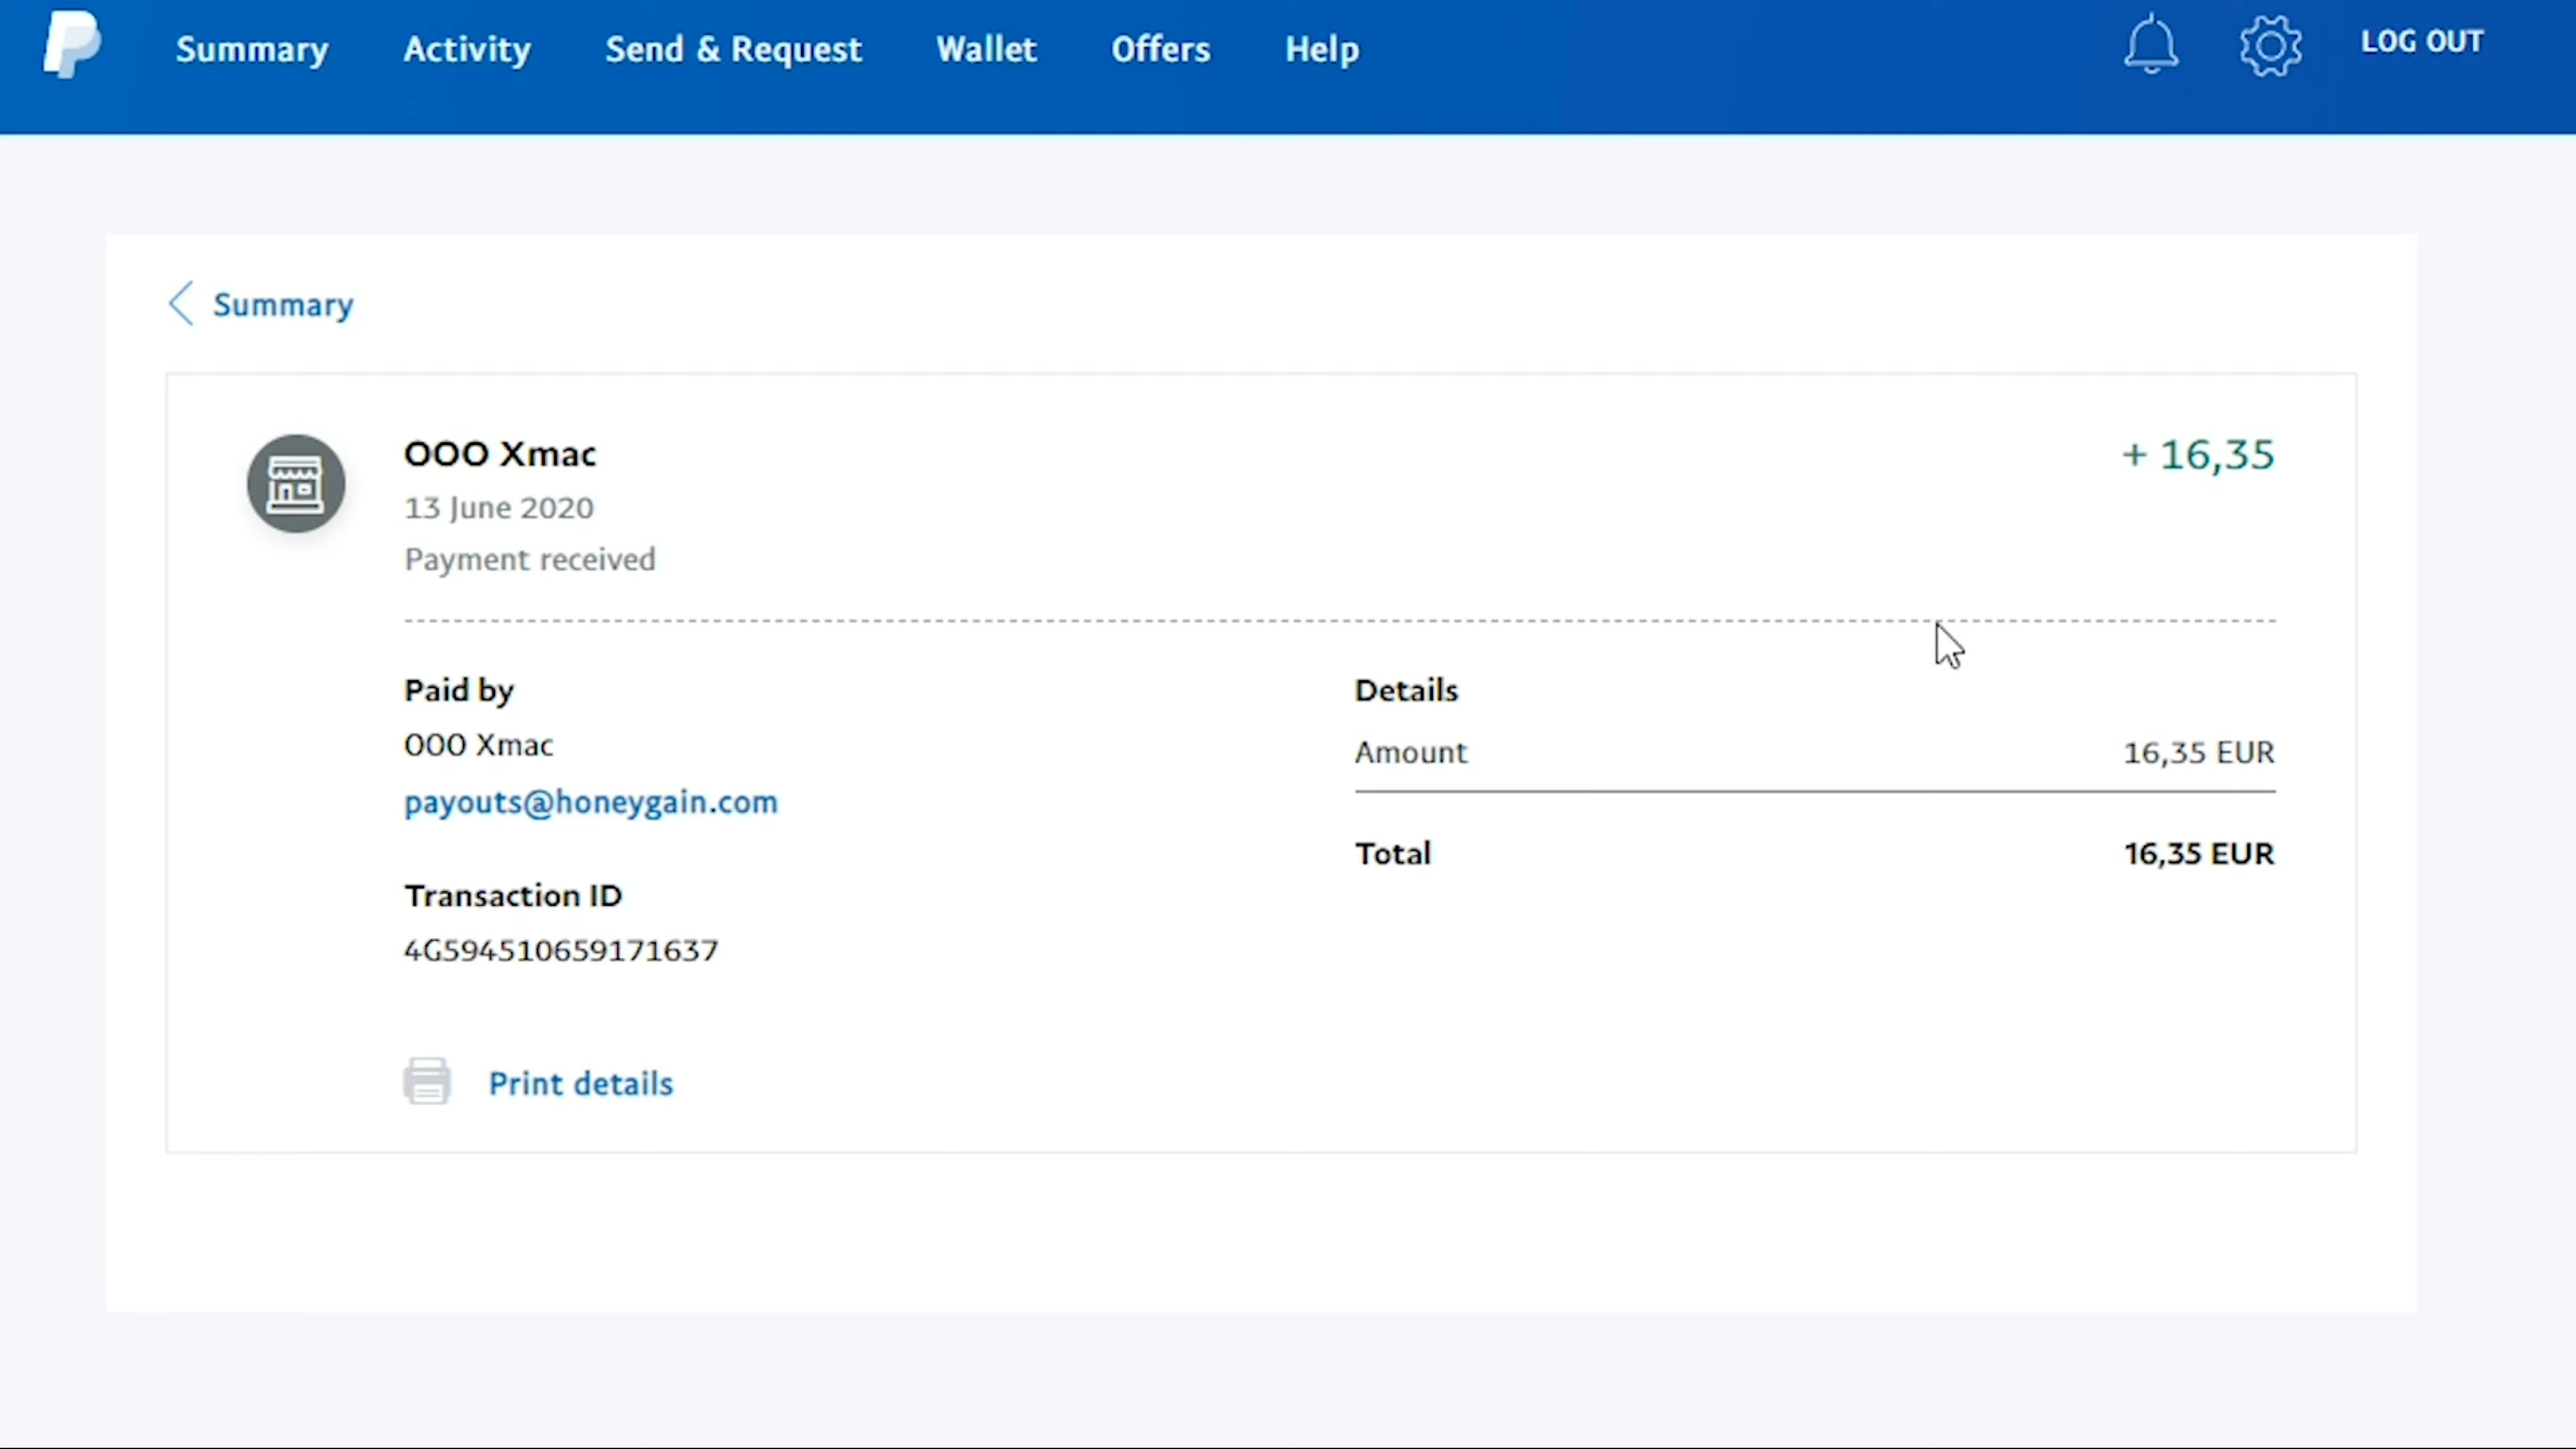 Summary Activity Send & Request Wallet Offers Help LOG OUT
Summary
OOO Xmac
+ 16,35
13 June 2020
Payment received
Paid by
OOO Xmac
payouts@honeygain.com
Transaction ID
4G594510659171637
Print details
Details
Amount 16,35 EUR
Total 16,35 EUR